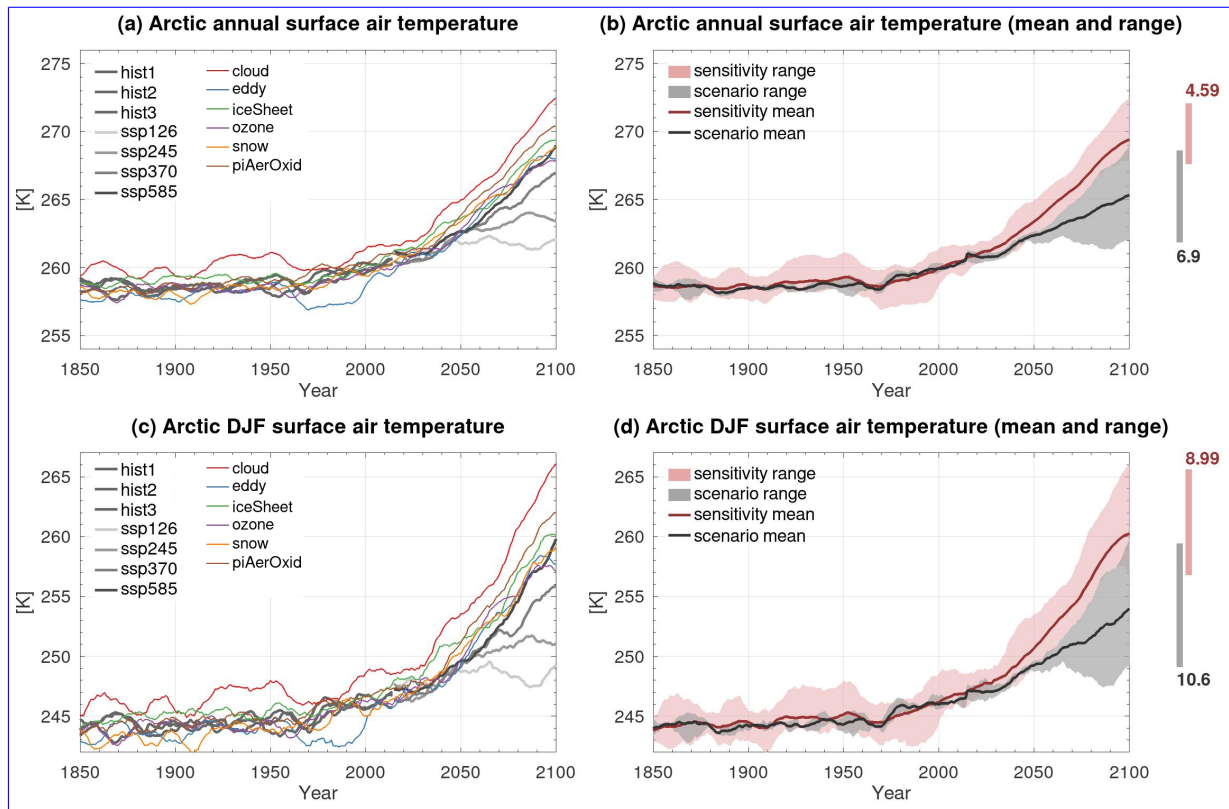 (a) Arctic annual surface air temperature
275
270
265
260
255
[K]
hist1
hist2
hist3
ssp126
ssp245
ssp370
ssp585
cloud
eddy
iceSheet
ozone
snow
piAerOxid
1850 1900 1950 2000 2050 2100
Year
(b) Arctic annual surface air temperature (mean and range)
275
270
265
260
255
[K]
sensitivity range
scenario range
sensitivity mean
scenario mean
4.59
6.9
1850 1900 1950 2000 2050 2100
Year
(c) Arctic DJF surface air temperature
265
260
255
250
245
[K]
hist1
hist2
hist3
ssp126
ssp245
ssp370
ssp585
cloud
eddy
iceSheet
ozone
snow
piAerOxid
1850 1900 1950 2000 2050 2100
Year
(d) Arctic DJF surface air temperature (mean and range)
265
260
255
250
245
[K]
sensitivity range
scenario range
sensitivity mean
scenario mean
8.99
10.6
1850 1900 1950 2000 2050 2100
Year